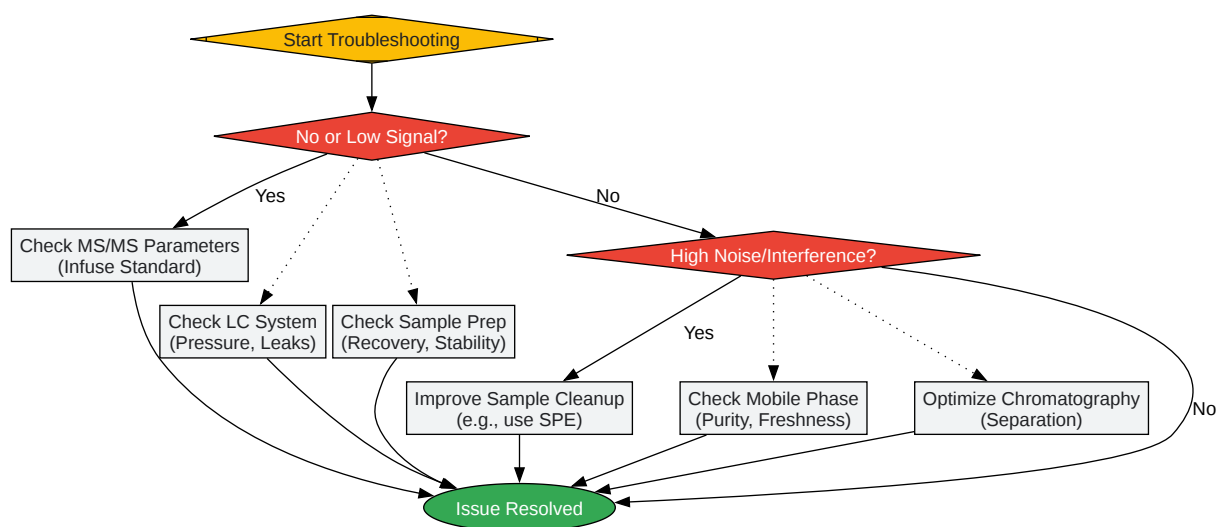 Start Troubleshooting
No or Low Signal?
Yes
No
Check MS/MS Parameters
(Infuse Standard)
High Noise/Interference?
Check LC System
(Pressure, Leaks)
Check Sample Prep
(Recovery, Stability)
Yes
Improve Sample Cleanup
(e.g., use SPE)
Check Mobile Phase
(Purity, Freshness)
Optimize Chromatography
(Separation)
No
Issue Resolved